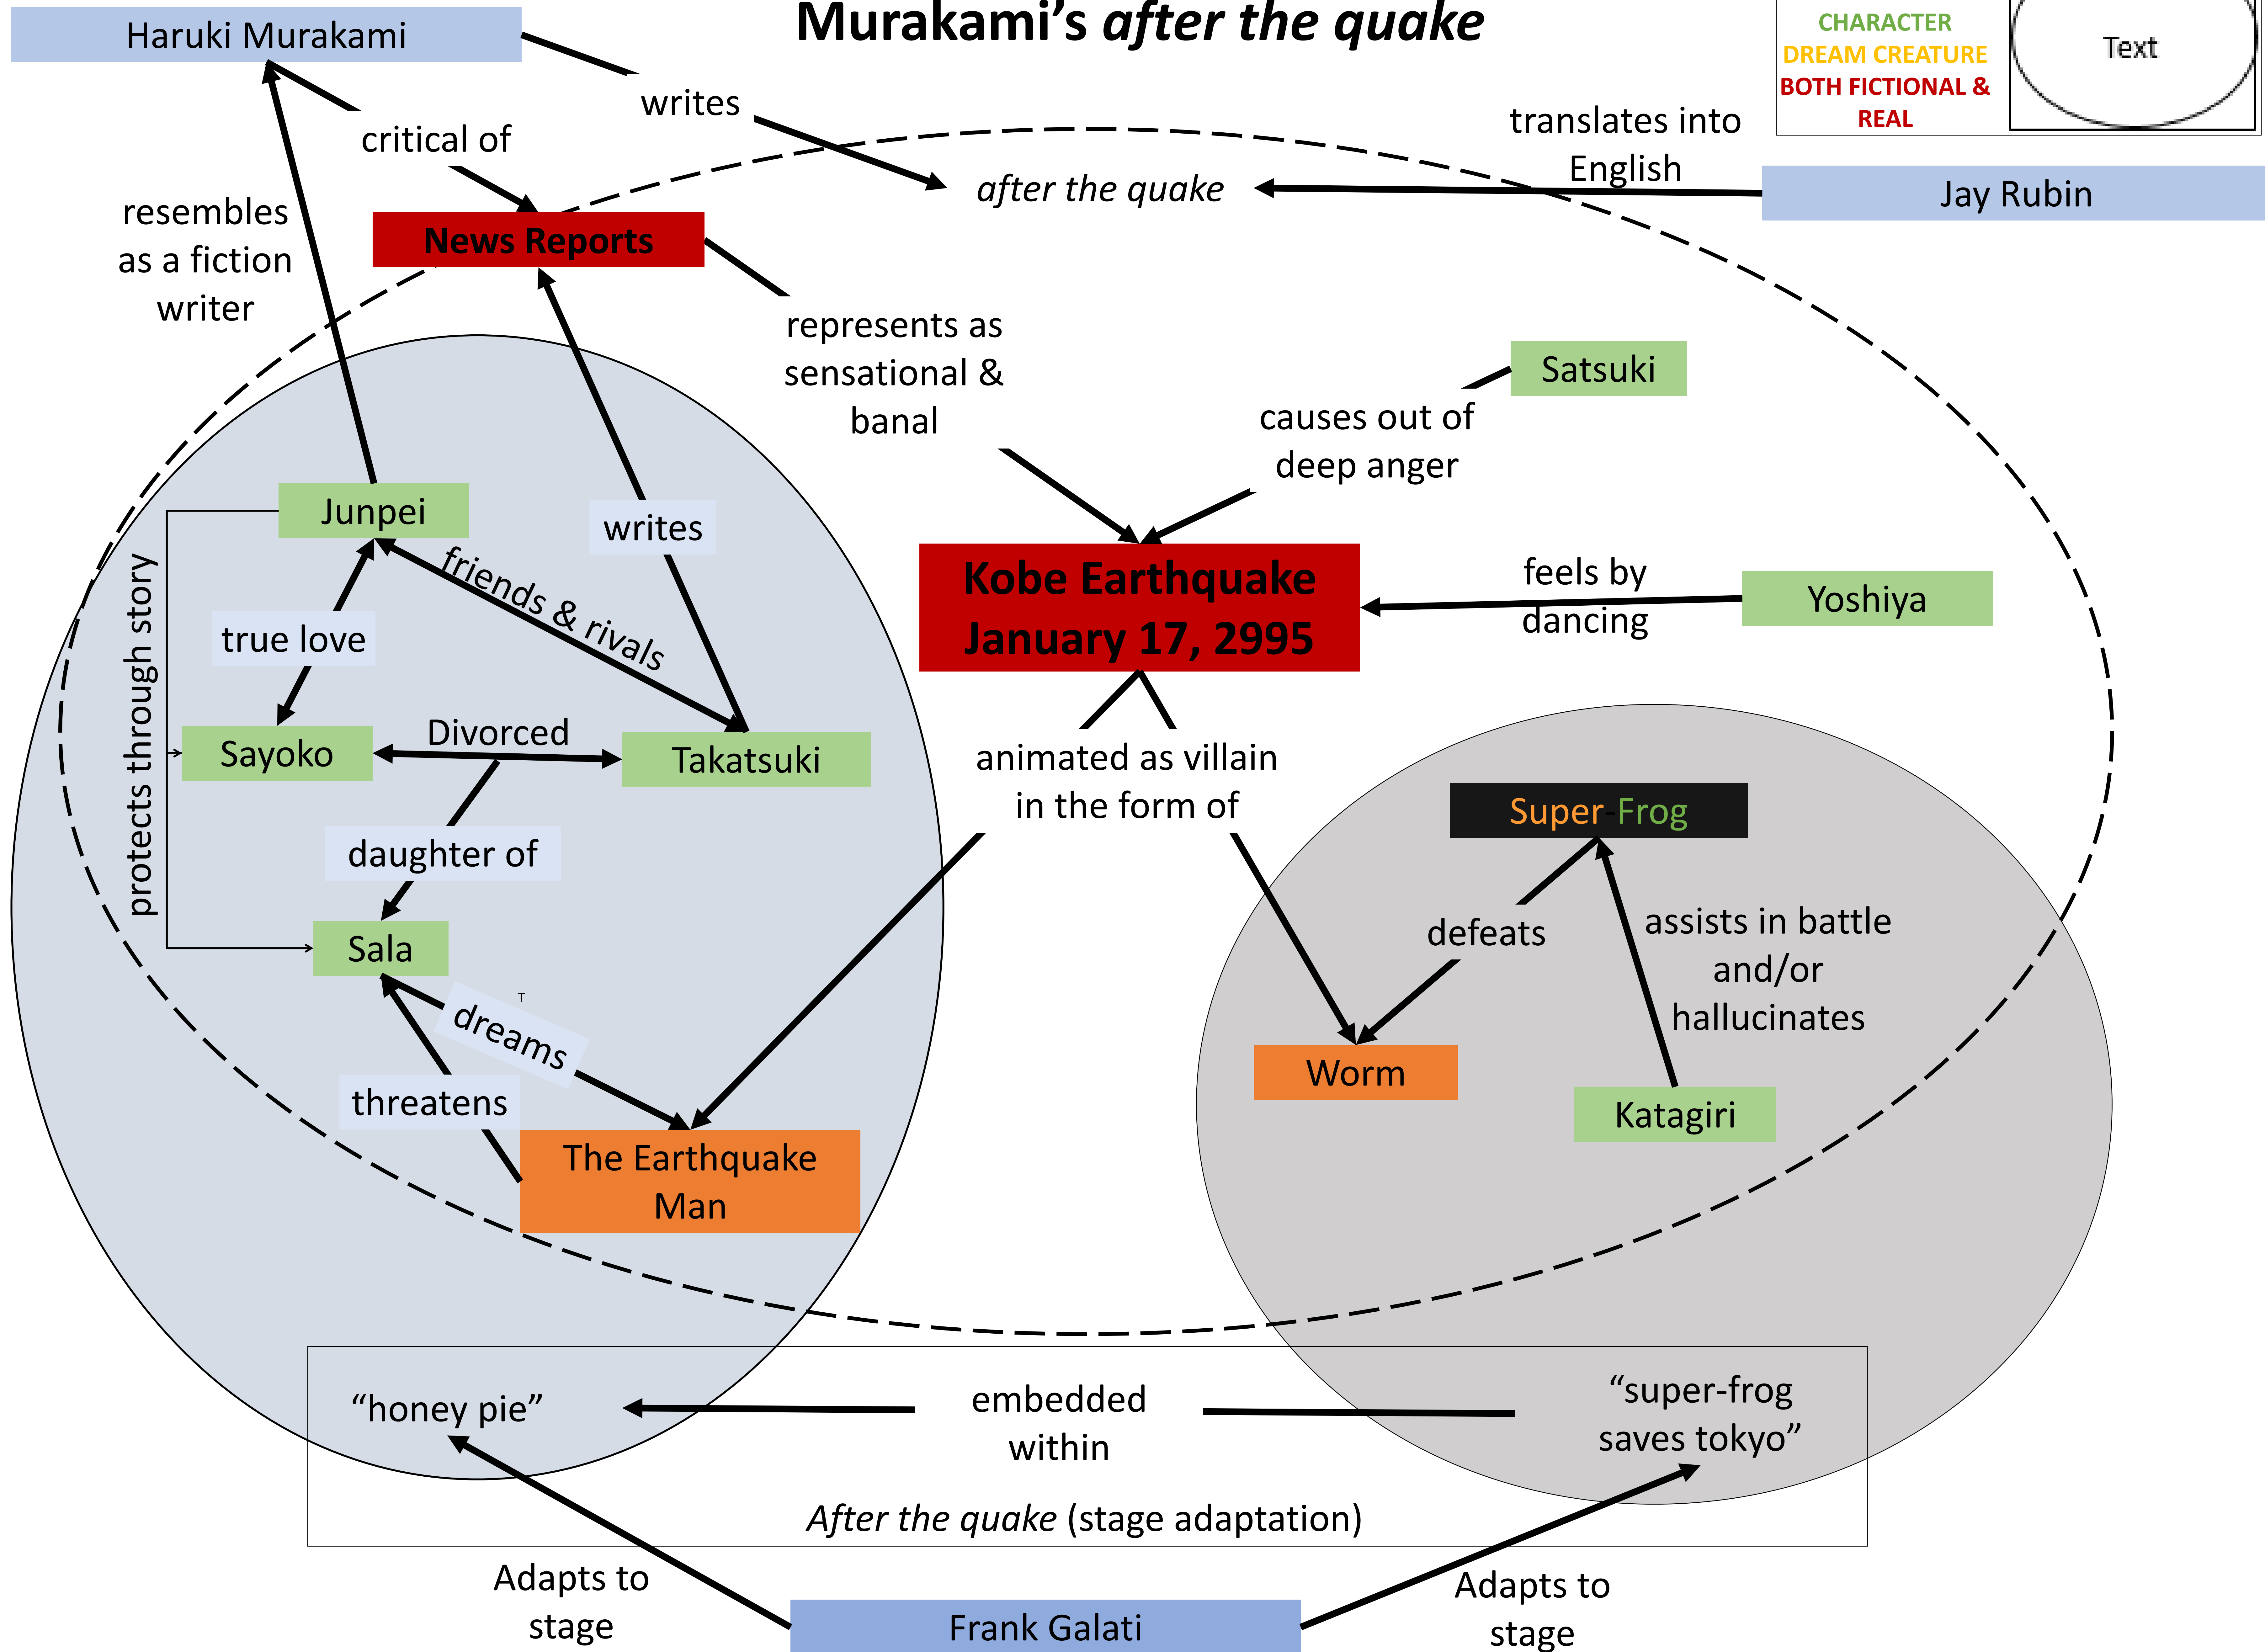 Murakami's after the quake
CHARACTER
DREAM CREATURE
BOTH FICTIONAL &
REAL
Text
Haruki Murakami
writes
critical of
translates into
English
after the quake
Jay Rubin
resembles
as a fiction
writer
News Reports
represents as
sensational &
banal
Satsuki
causes out of
deep anger
Junpei
writes
friends & rivals
Kobe Earthquake
January 17, 2995
feels by
dancing
Yoshiya
true love
protects through story
Sayoko
Divorced
Takatsuki
animated as villain
in the form of
Super-Frog
daughter of
defeats
assists in battle
and/or
hallucinates
Sala
T
dreams
threatens
Worm
Katagiri
The Earthquake
Man
“honey pie”
embedded
within
“super-frog
saves tokyo”
After the quake (stage adaptation)
Adapts to
stage
Frank Galati
Adapts to
stage